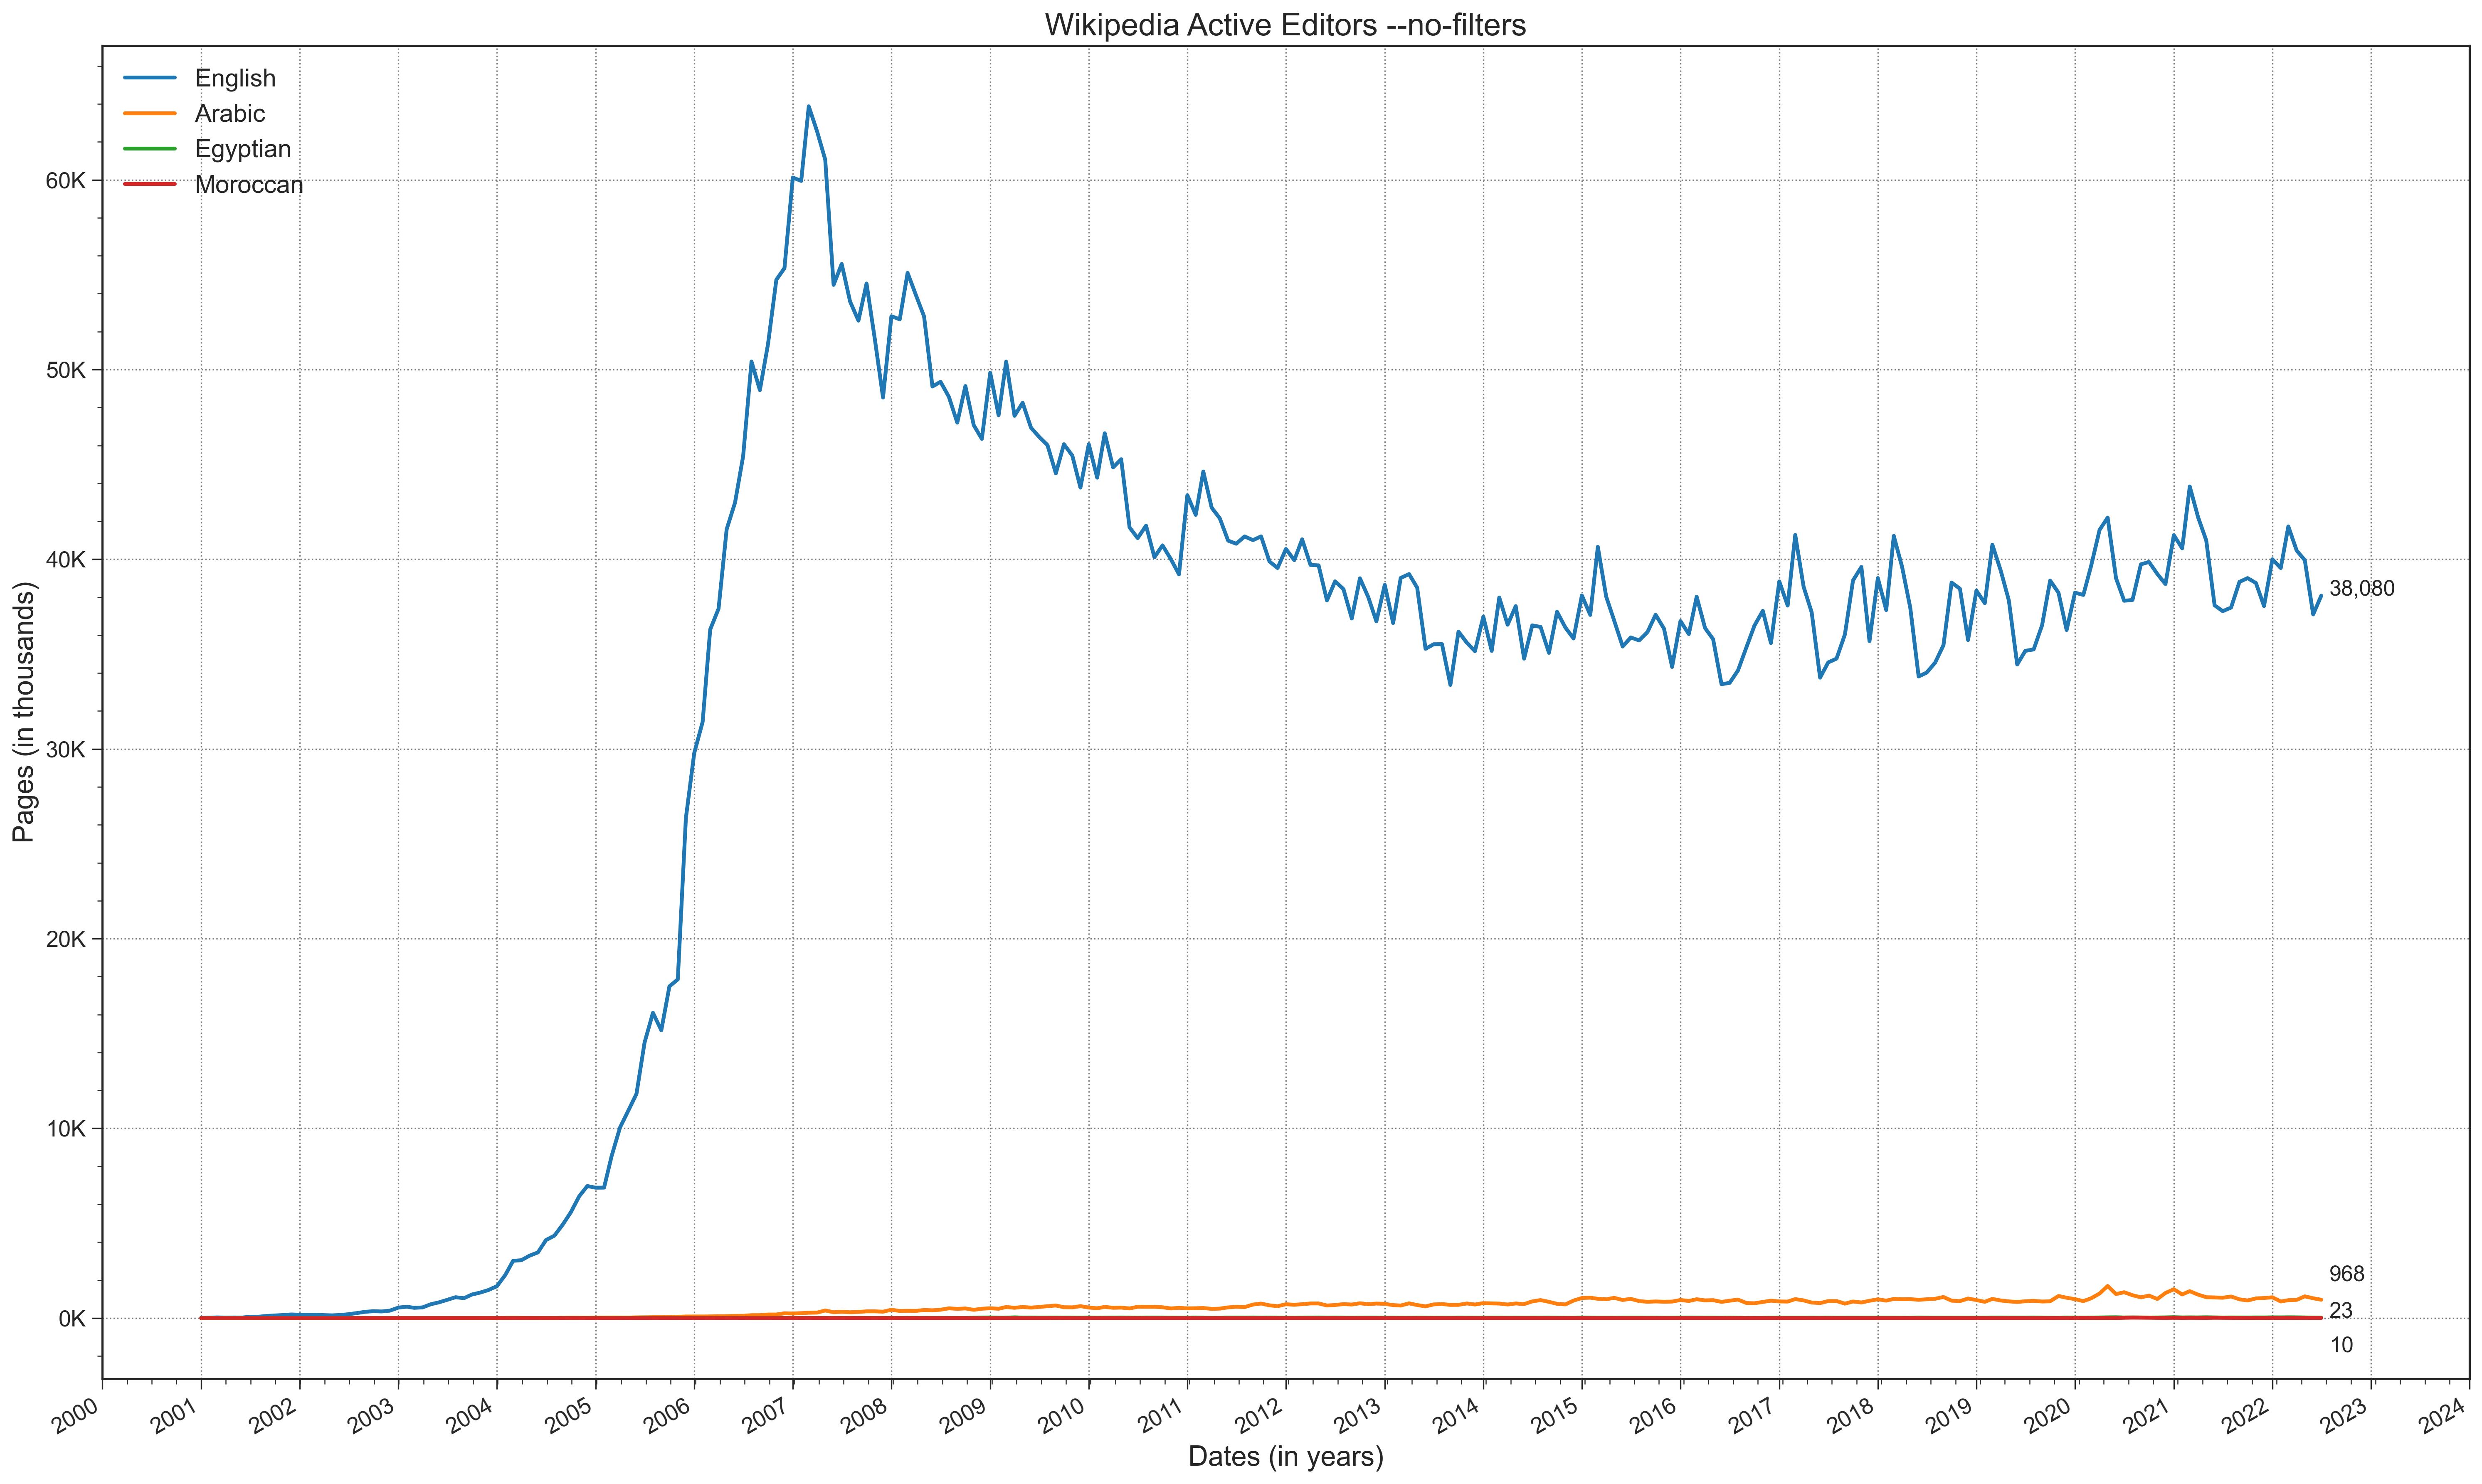 Wikipedia Active Editors --no-filters
English
Arabic
Egyptian
Moroccan
60K
50K
40K
30K
20K
10K
0K
Pages (in thousands)
38,080
968
23
10
2000 2001 2002 2003 2004 2005 2006 2007 2008 2009 2010 2011 2012 2013 2014 2015 2016 2017 2018 2019 2020 2021 2022 2023 2024
Dates (in years)